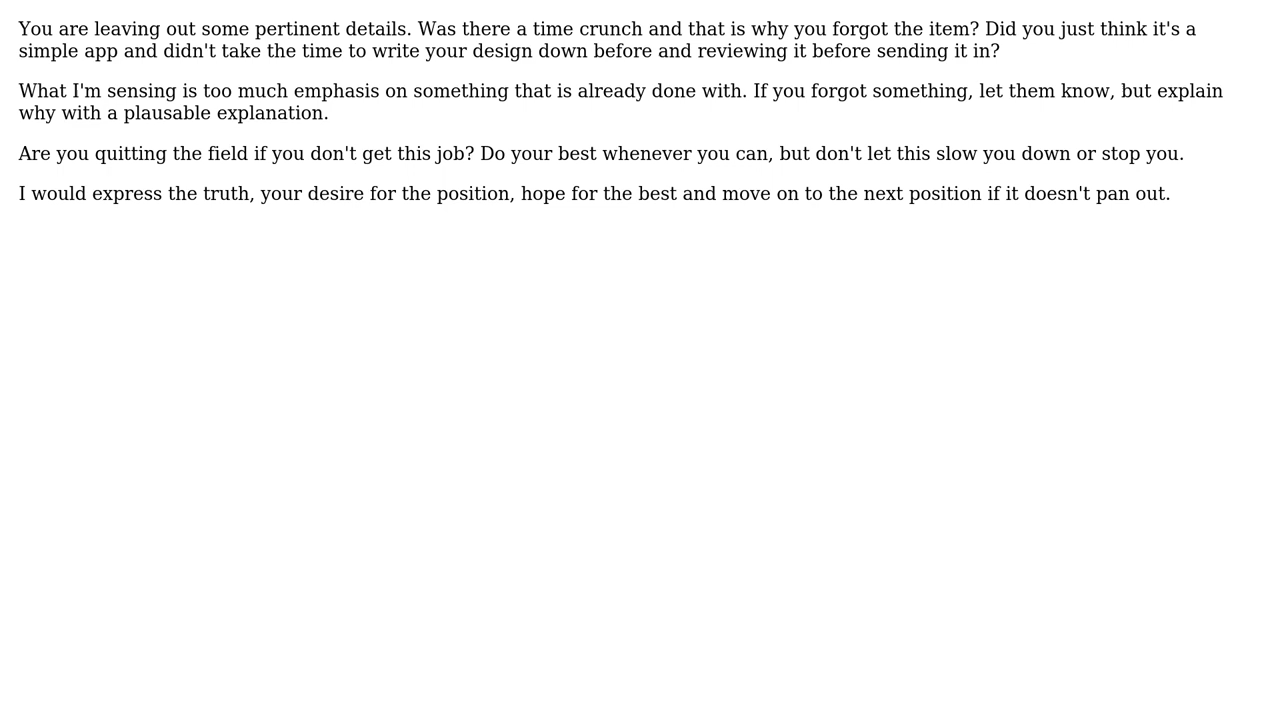 You are leaving out some pertinent details. Was there a time crunch and that is why you forgot the item? Did you just think it's a
simple app and didn't take the time to write your design down before and reviewing it before sending it in?
What I'm sensing is too much emphasis on something that is already done with. If you forgot something, let them know, but explain
why with a plausable explanation.
Are you quitting the field if you don't get this job? Do your best whenever you can, but don't let this slow you down or stop you.
I would express the truth, your desire for the position, hope for the best and move on to the next position if it doesn't pan out.